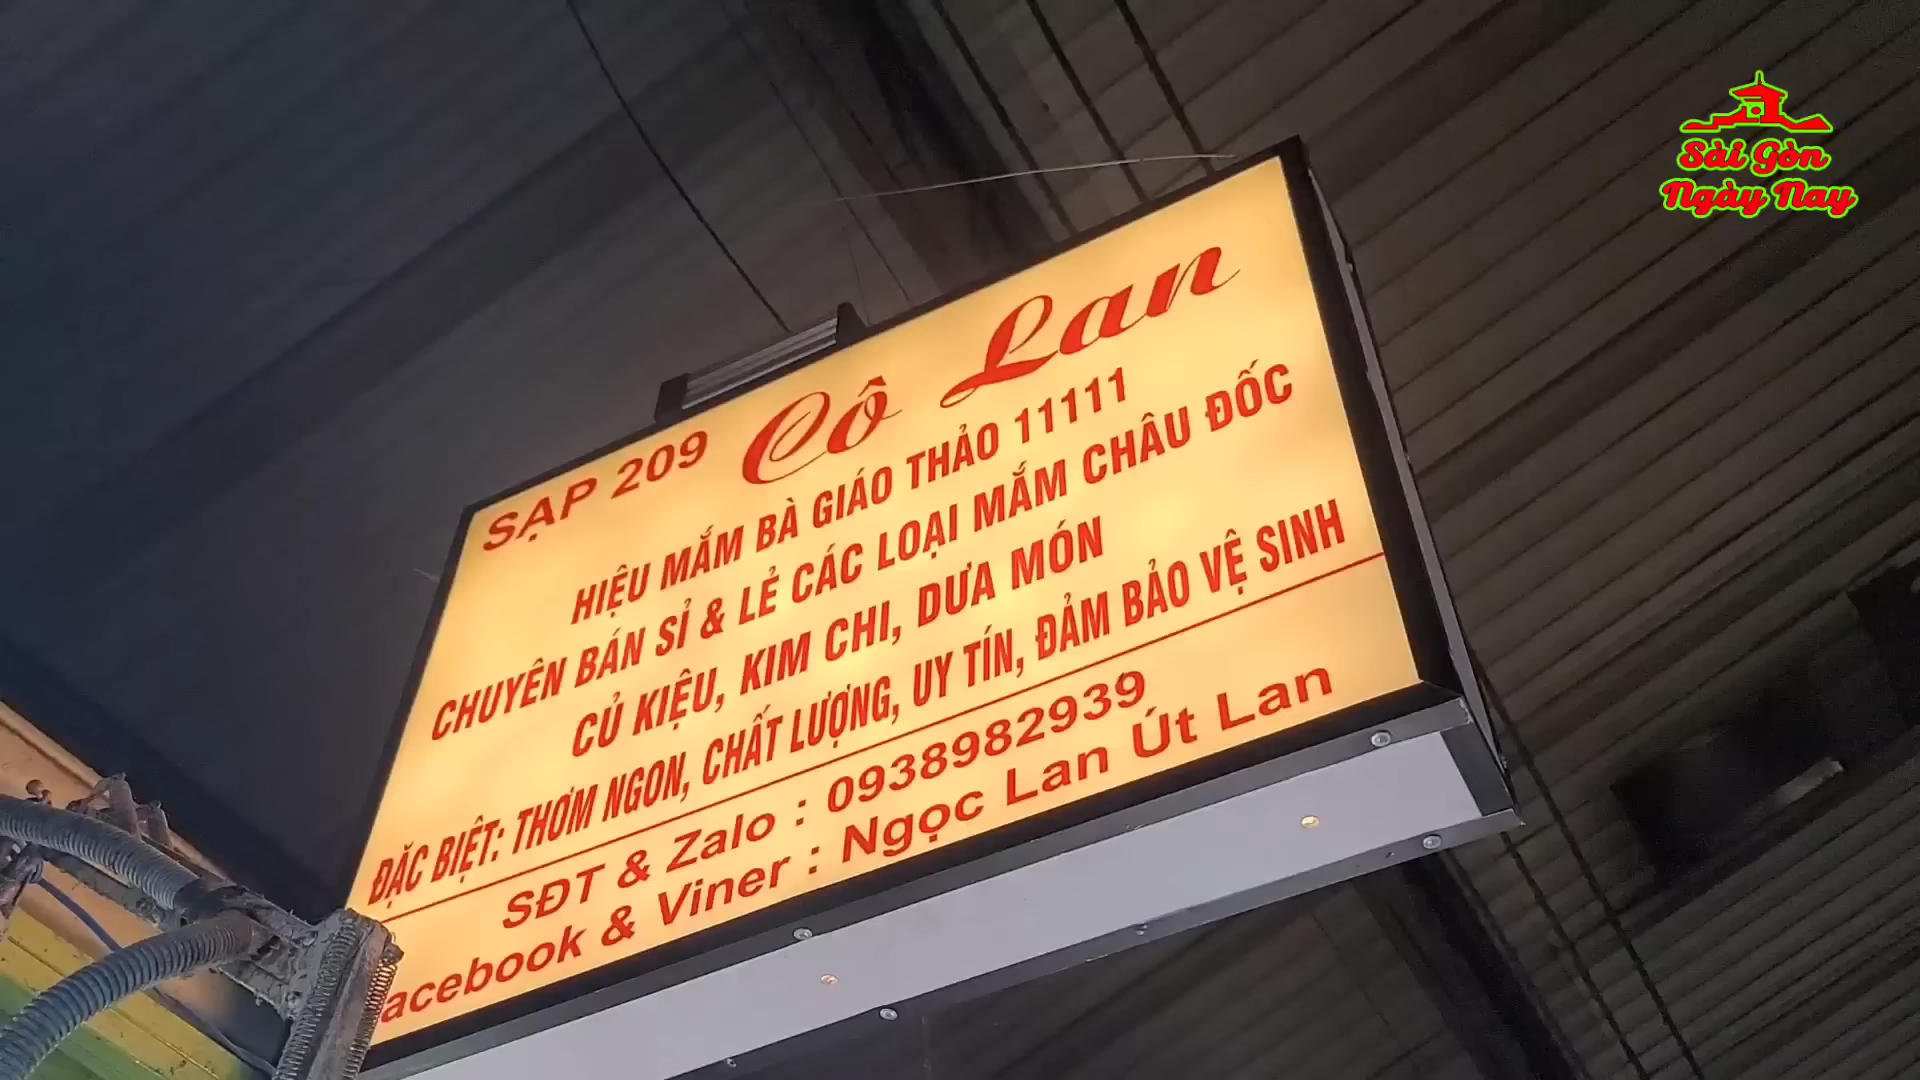 SẠP 209 Cô Lan
HIỆU MẮM BÀ GIÁO THẢO 11111
CHUYÊN BÁN SỈ & LẺ CÁC LOẠI MẮM CHÂU ĐỐC
CỦ KIỆU, KIM CHI, DƯA MÓN
ĐẶC BIỆT: THƠM NGON, CHẤT LƯỢNG, UY TÍN, ĐẢM BẢO VỆ SINH
SĐT & Zalo : 0938982939
acebook & Viner : Ngọc Lan Út Lan
Sài Gòn
Ngày Nay